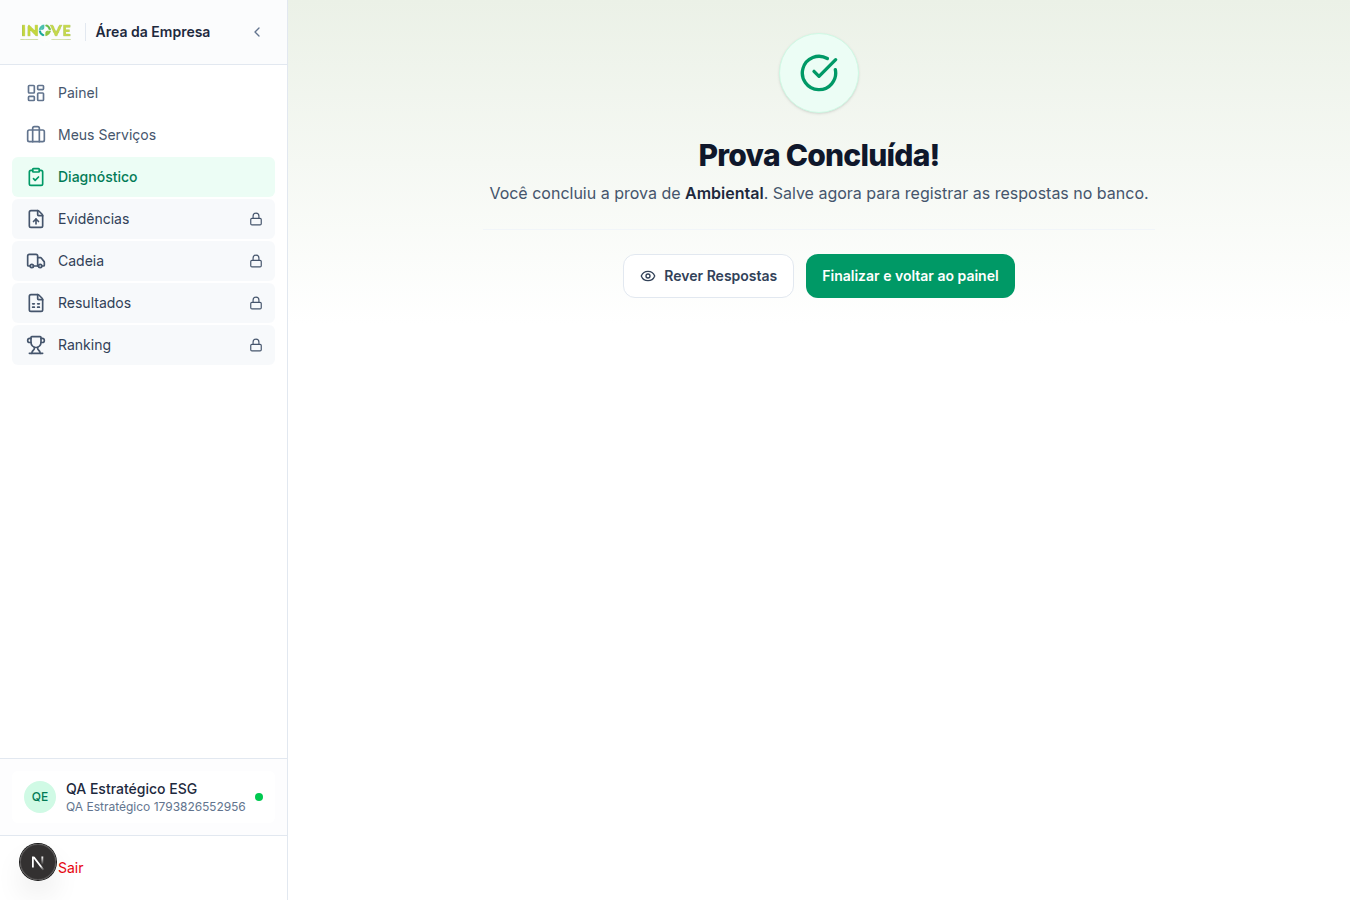 INOVE
Área da Empresa
Painel
Meus Serviços
Diagnóstico
Evidências
Cadeia
Resultados
Ranking
QE
QA Estratégico ESG
QA Estratégico 1793826552956
N
Sair
Prova Concluída!
Você concluiu a prova de Ambiental. Salve agora para registrar as respostas no banco.
Rever Respostas
Finalizar e voltar ao painel